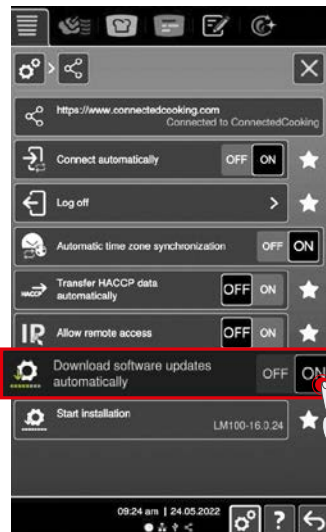 https://www.connectedcooking.com
Connected to ConnectedCooking
Connect automatically OFF ON
Log off
Automatic time zone synchronization OFF ON
HACCP Transfer HACCP data automatically OFF ON
IR Allow remote access OFF ON
Download software updates automatically OFF ON
Start installation
LM100-16.0.24
09:24 am | 24.05.2022
?